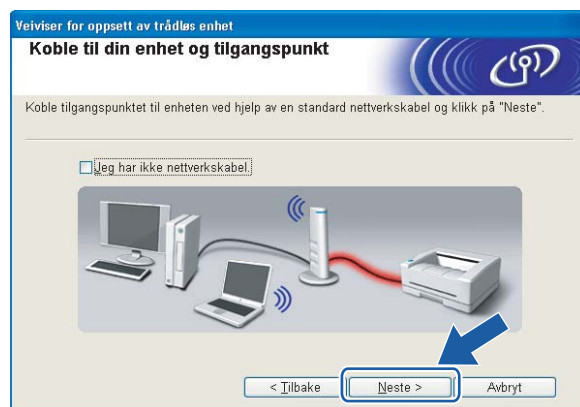 Veiviser for oppsett av trådløs enhet
Koble til din enhet og tilgangspunkt
Koble tilgangspunktet til enheten ved hjelp av en standard nettverkskabel og klikk på "Neste".
Jeg har ikke nettverkskabel.
< Tilbake Neste > Avbryt